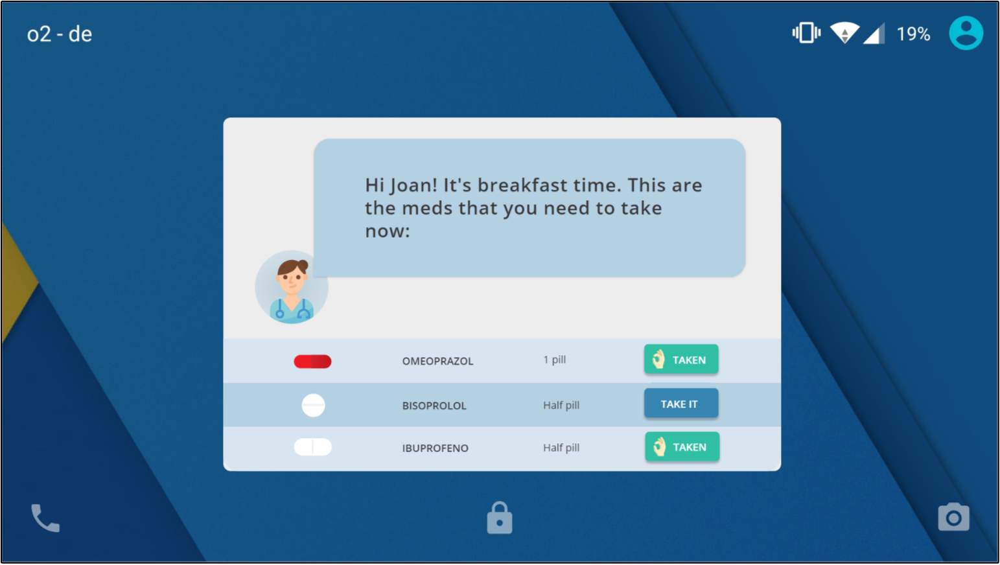 o2 - de
19%
Hi Joan! It's breakfast time. This are
the meds that you need to take
now:
OMEOPRAZOL 1 pill TAKEN
BISOPROLOL Half pill TAKE IT
IBUPROFENO Half pill TAKEN